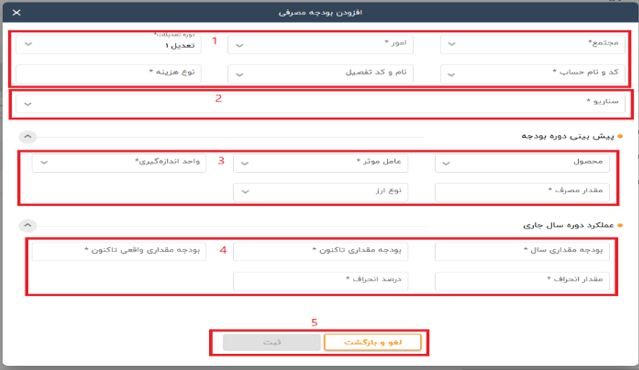 افزودن بودجه مصرفی
مجتمع* امور * دوره تعدیلات*
تعدیل ۱
1
کد و نام حساب * نام و کد تفصیل نوع هزینه *
2
سناریو *
پیش بینی دوره بودجه
محصول عامل موثر * 3 واحد اندازه‌گیری*
مقدار مصرف * نوع ارز
عملکرد دوره سال جاری
بودجه مقداری سال * بودجه مقداری تاکنون * 4 بودجه مقداری واقعی تاکنون *
مقدار انحراف * درصد انحراف *
5
لغو و بازگشت ثبت